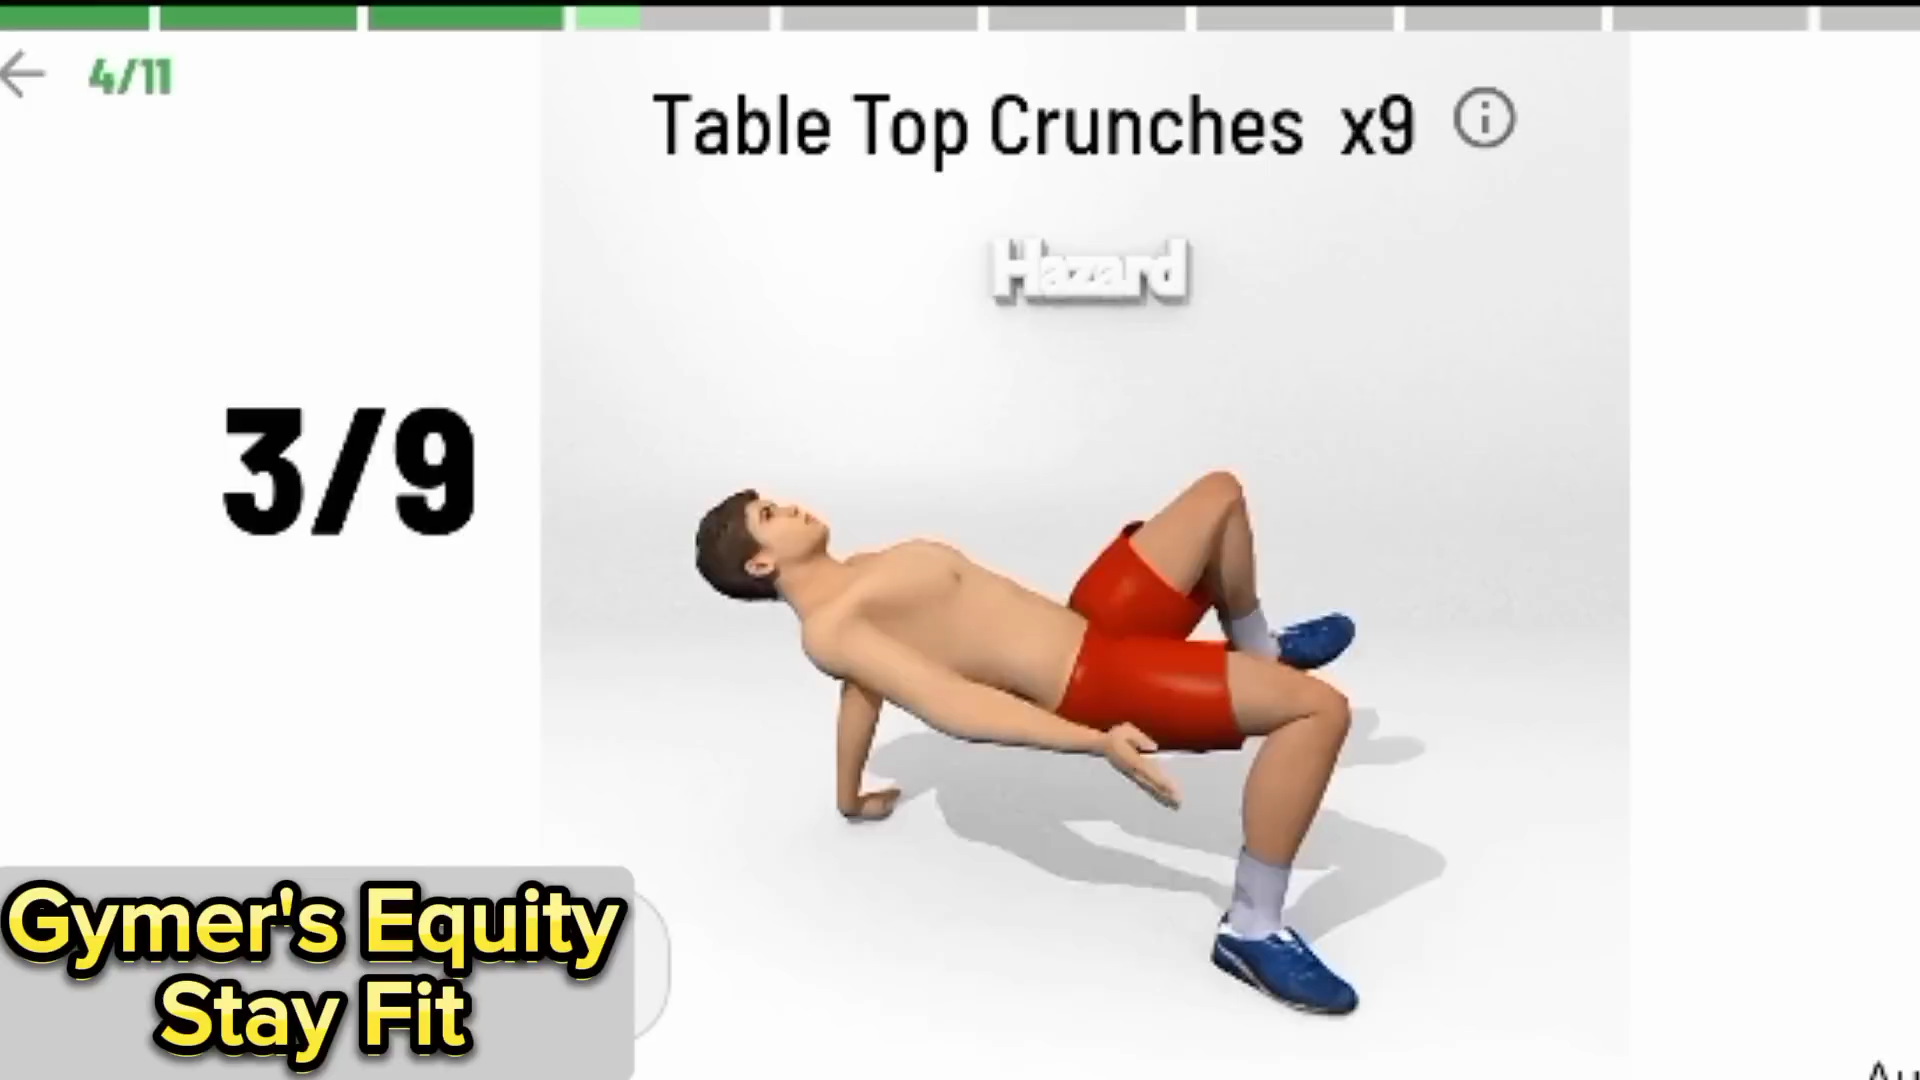 4/11
Table Top Crunches x9
Hazard
3/9
Gymer's Equity
Stay Fit